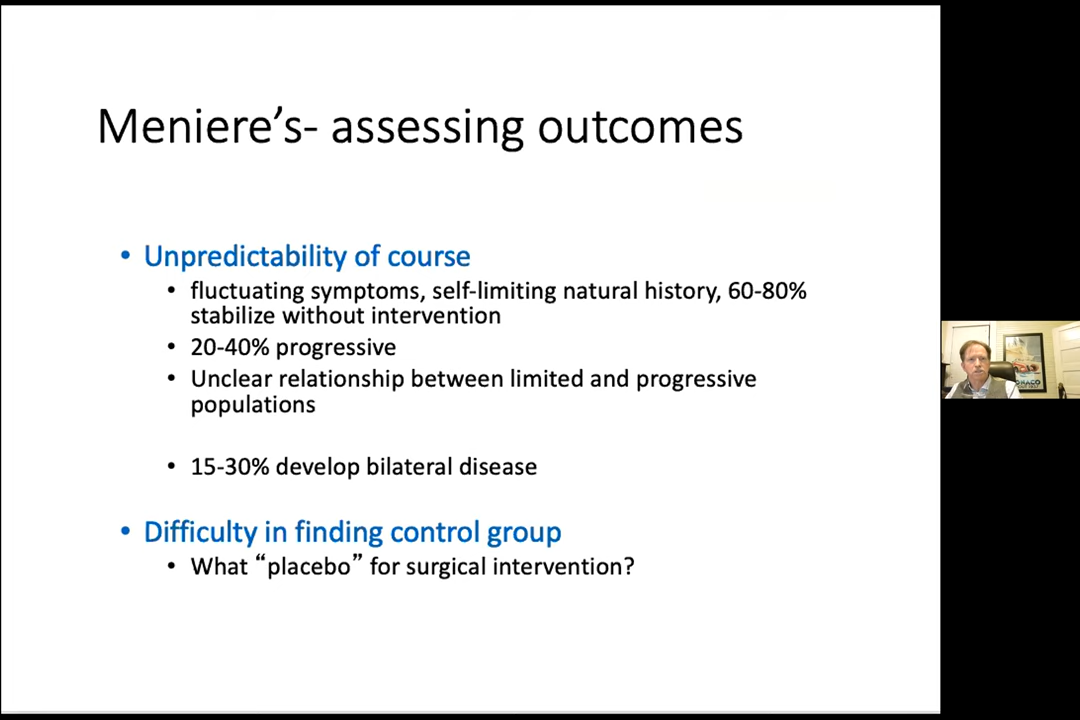 Meniere’s- assessing outcomes
• Unpredictability of course
• fluctuating symptoms, self-limiting natural history, 60-80%
stabilize without intervention
• 20-40% progressive
• Unclear relationship between limited and progressive
populations
• 15-30% develop bilateral disease
• Difficulty in finding control group
• What “placebo” for surgical intervention?